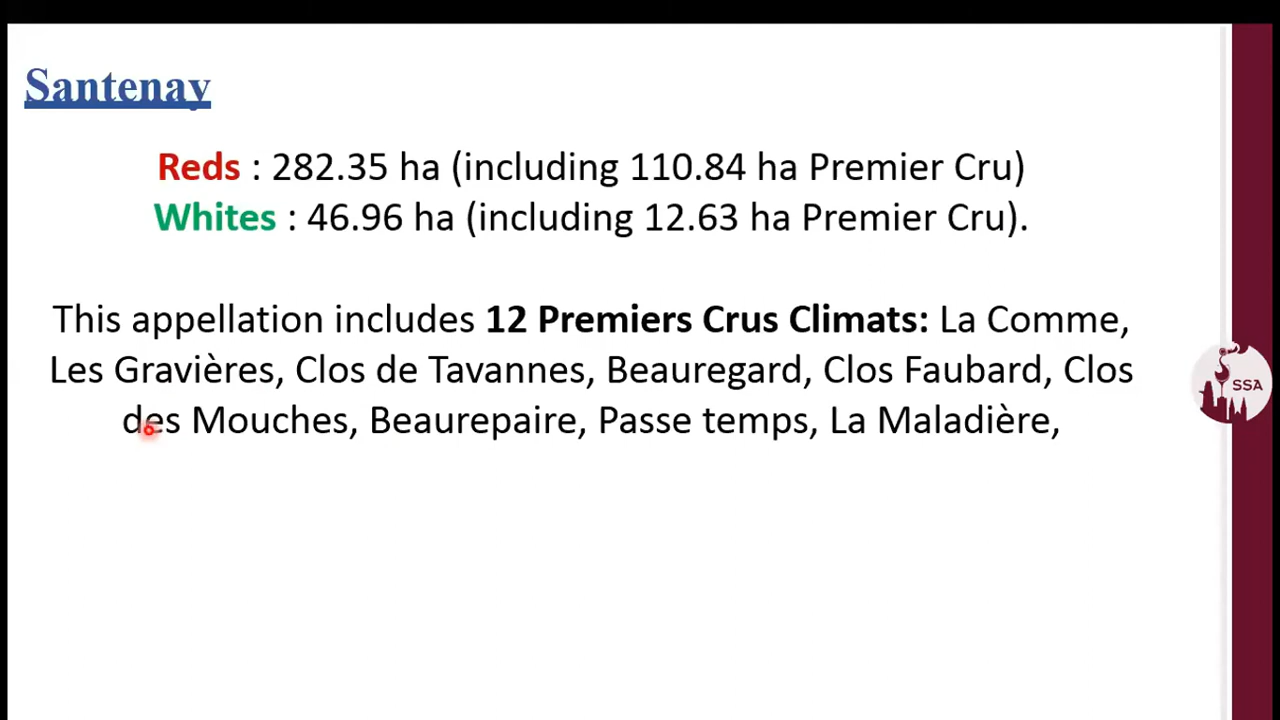 Santenay
Reds : 282.35 ha (including 110.84 ha Premier Cru)
Whites : 46.96 ha (including 12.63 ha Premier Cru).
This appellation includes 12 Premiers Crus Climats: La Comme,
Les Gravières, Clos de Tavannes, Beauregard, Clos Faubard, Clos
des Mouches, Beaurepaire, Passe temps, La Maladière,
SSA